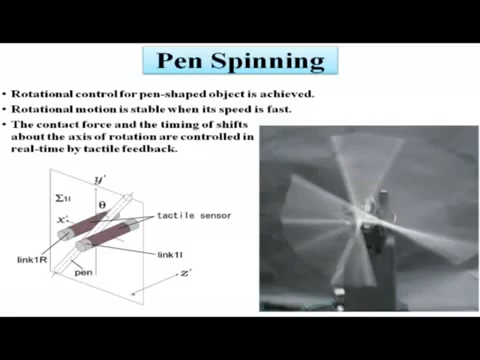 Pen Spinning
• Rotational control for pen-shaped object is achieved.
• Rotational motion is stable when its speed is fast.
• The contact force and the timing of shifts
about the axis of rotation are controlled in
real-time by tactile feedback.
y'
Σ1I
θ
x'
tactile sensor
link1R
link1I
pen
z'